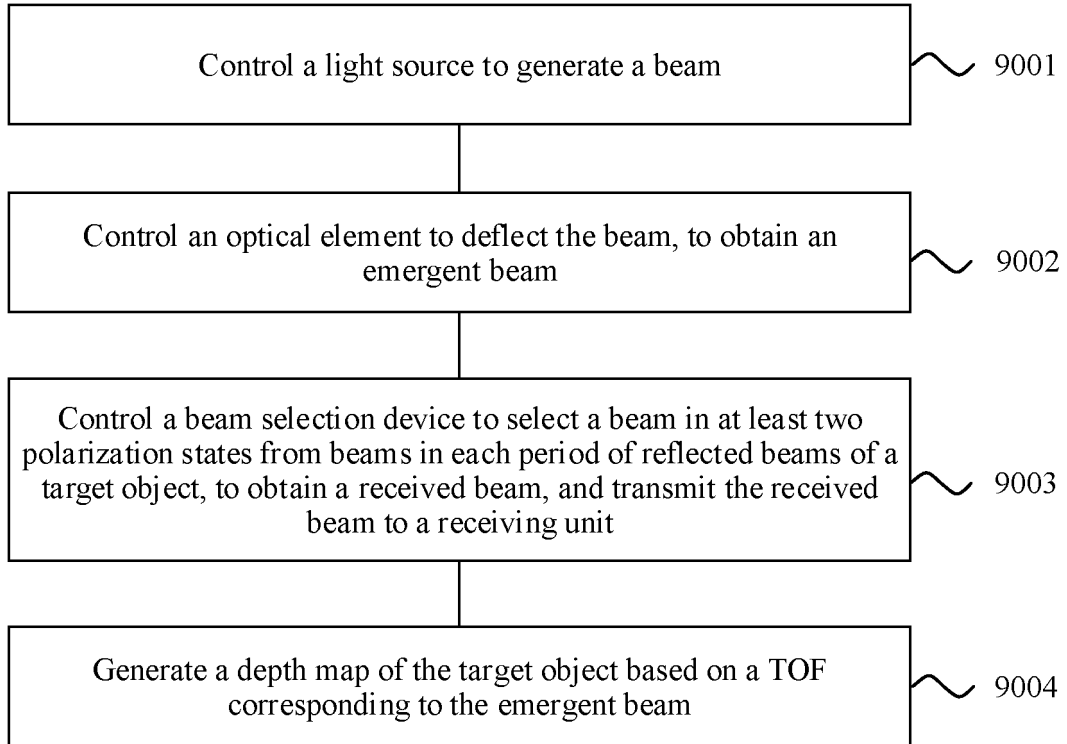 Control a light source to generate a beam
9001
Control an optical element to deflect the beam, to obtain an
emergent beam
9002
Control a beam selection device to select a beam in at least two
polarization states from beams in each period of reflected beams of a
target object, to obtain a received beam, and transmit the received
beam to a receiving unit
9003
Generate a depth map of the target object based on a TOF
corresponding to the emergent beam
9004